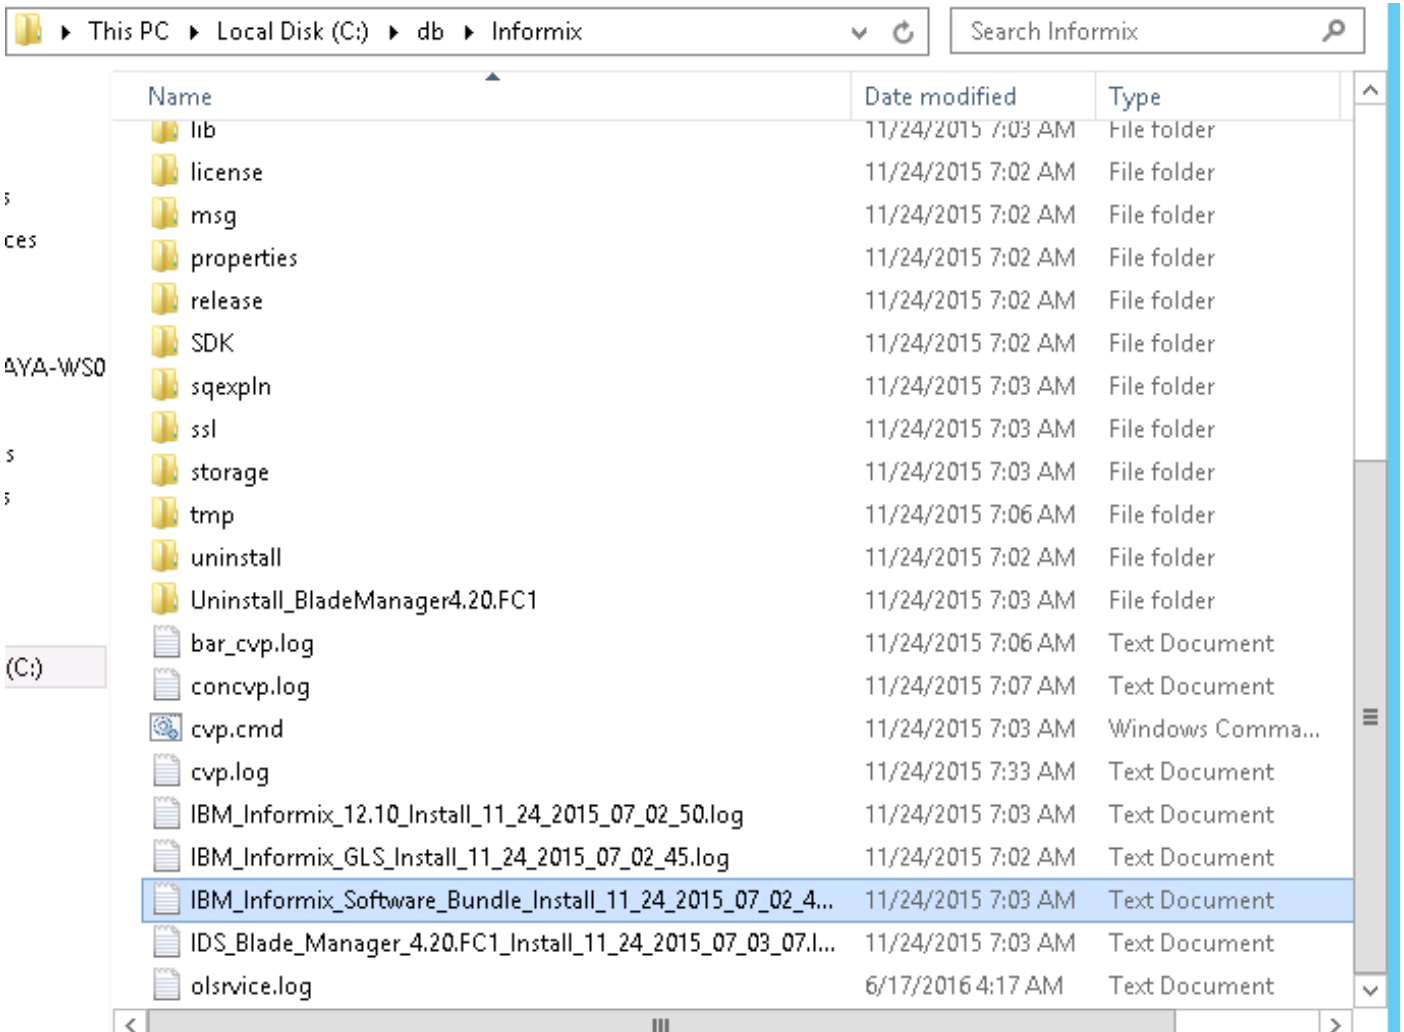 This PC Local Disk (C:) db Informix Search Informix
Name Date modified Type
lib 11/24/2015 7:03 AM File folder
license 11/24/2015 7:02 AM File folder
s
msg 11/24/2015 7:02 AM File folder
ces
properties 11/24/2015 7:02 AM File folder
release 11/24/2015 7:02 AM File folder
SDK 11/24/2015 7:02 AM File folder
AYA-WS0
sqexpln 11/24/2015 7:03 AM File folder
ssl 11/24/2015 7:03 AM File folder
s
storage 11/24/2015 7:03 AM File folder
s
tmp 11/24/2015 7:06 AM File folder
uninstall 11/24/2015 7:02 AM File folder
Uninstall_BladeManager4.20.FC1 11/24/2015 7:03 AM File folder
bar_cvp.log 11/24/2015 7:06 AM Text Document
(C:)
concvp.log 11/24/2015 7:07 AM Text Document
cvp.cmd 11/24/2015 7:03 AM Windows Comma...
cvp.log 11/24/2015 7:33 AM Text Document
IBM_Informix_12.10_Install_11_24_2015_07_02_50.log 11/24/2015 7:03 AM Text Document
IBM_Informix_GLS_Install_11_24_2015_07_02_45.log 11/24/2015 7:02 AM Text Document
IBM_Informix_Software_Bundle_Install_11_24_2015_07_02_4... 11/24/2015 7:03 AM Text Document
IDS_Blade_Manager_4.20.FC1_Install_11_24_2015_07_03_07.l... 11/24/2015 7:03 AM Text Document
olsrvice.log 6/17/2016 4:17 AM Text Document